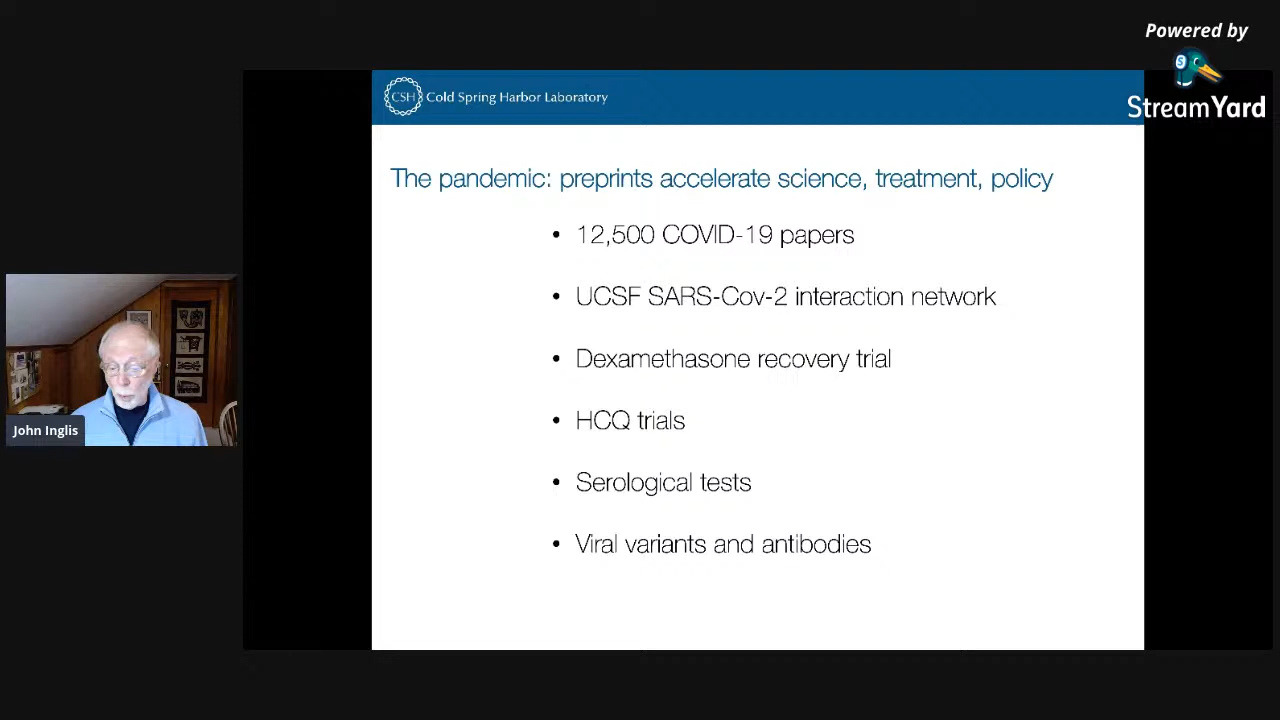 Powered by
StreamYard
CSH Cold Spring Harbor Laboratory
The pandemic: preprints accelerate science, treatment, policy
• 12,500 COVID-19 papers
• UCSF SARS-Cov-2 interaction network
• Dexamethasone recovery trial
• HCQ trials
• Serological tests
• Viral variants and antibodies
John Inglis